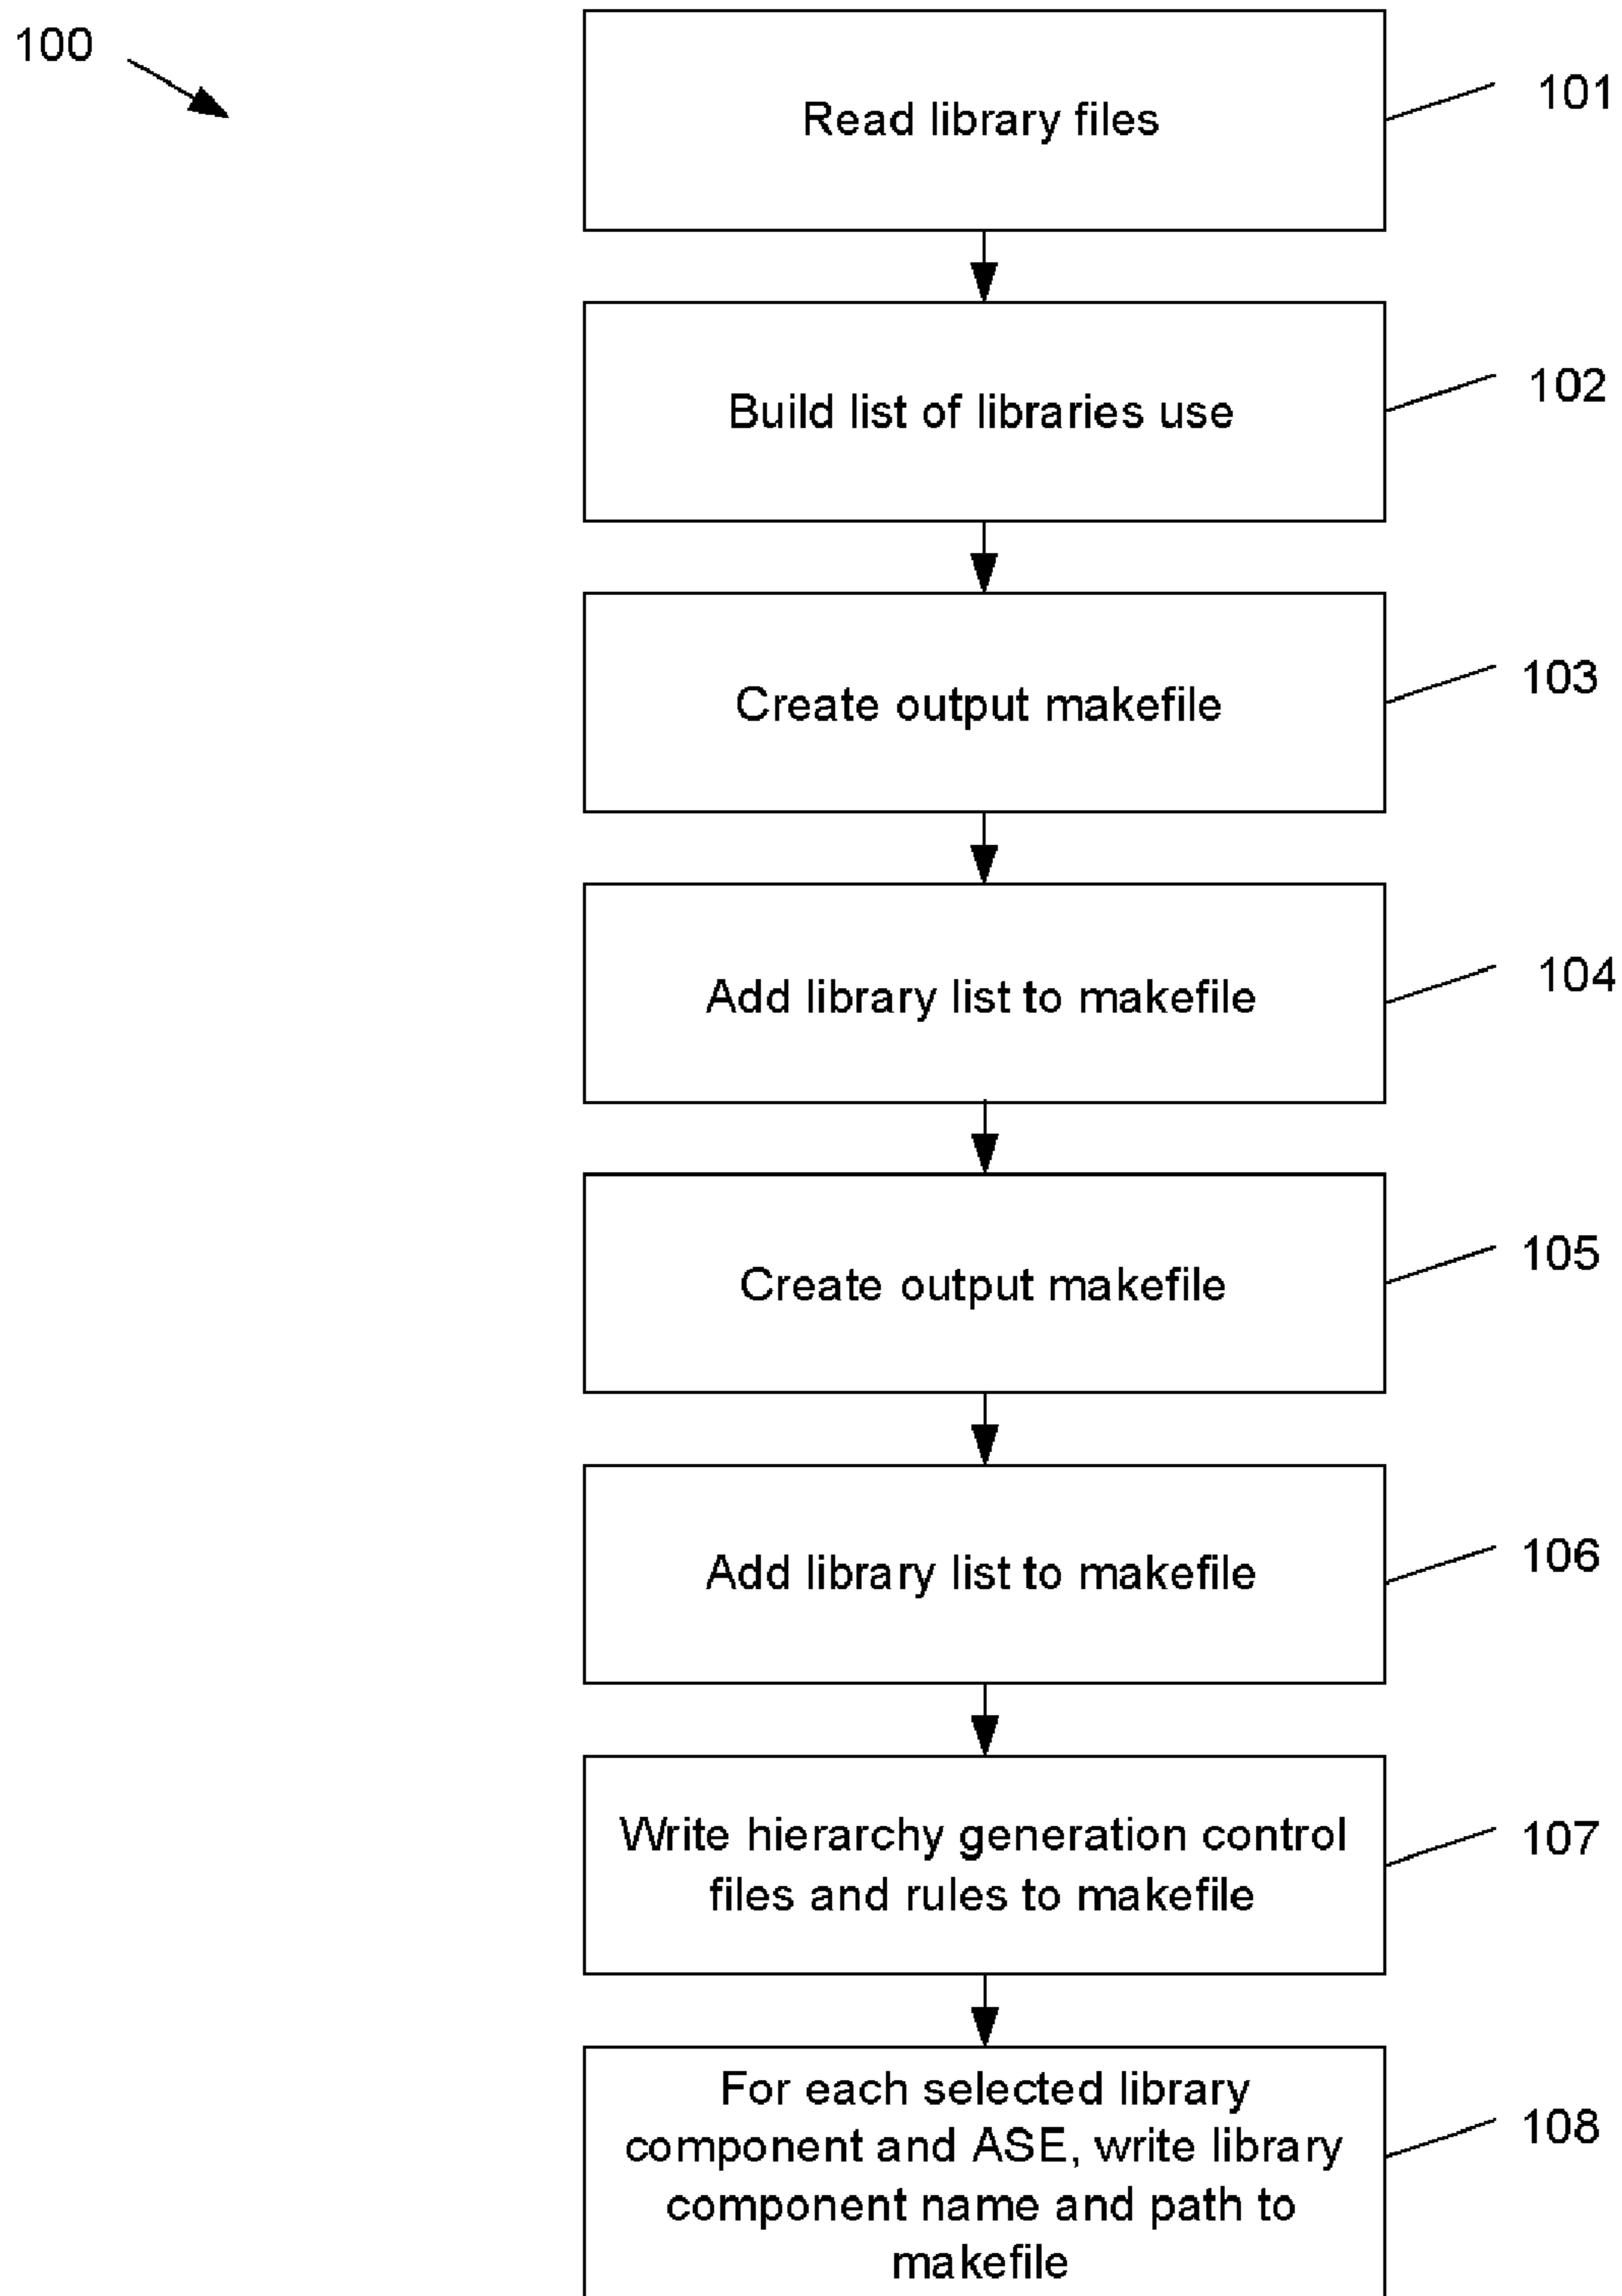 100
Read library files
101
Build list of libraries use
102
Create output makefile
103
Add library list to makefile
104
Create output makefile
105
Add library list to makefile
106
Write hierarchy generation control
files and rules to makefile
107
For each selected library
component and ASE, write library
component name and path to
makefile
108